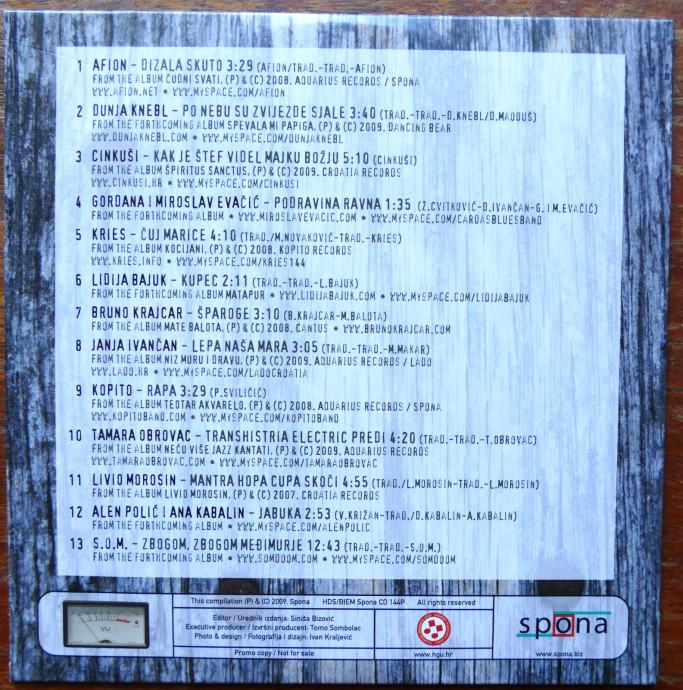 1 AFION – DIZALA SKUTO 3:29 (AFION/TRAD.-TRAD.-AFION)
FROM THE ALBUM ČUDNI SVATI, (P) & (C) 2008. AQUARIUS RECORDS / SPONA
WWW.AFION.NET • WWW.MYSPACE.COM/AFION
2 DUNJA KNEBL – PO NEBU SU ZVIJEZDE SJALE 3:40 (TRAD.-TRAD.-D.KNEBL/D.MODUŠ)
FROM THE FORTHCOMING ALBUM SPEVALA MI PAPIGA, (P) & (C) 2009. DANCING BEAR
WWW.DUNJAKNEBL.COM • WWW.MYSPACE.COM/DUNJAKNEBL
3 CINKUŠI – KAK JE ŠTEF VIDEL MAJKU BOŽJU 5:10 (CINKUŠI)
FROM THE ALBUM ŠPIRITUS SANCTUS, (P) & (C) 2009. CROATIA RECORDS
WWW.CINKUSI.HR • WWW.MYSPACE.COM/CINKUSI
4 GORDANA I MIROSLAV EVAČIĆ – PODRAVINA RAVNA 1:35 (Z.CVITKOVIĆ-D.IVANČAN-G. I M.EVAČIĆ)
FROM THE FORTHCOMING ALBUM • WWW.MIROSLAVEVACIC.COM • WWW.MYSPACE.COM/CARDASBLUESBAND
5 KRIES – ČUJ MARICE 4:10 (TRAD./M.NOVAKOVIĆ-TRAD.-KRIES)
FROM THE ALBUM KOCIJANI, (P) & (C) 2008. KOPITO RECORDS
WWW.KRIES.INFO • WWW.MYSPACE.COM/KRIES144
6 LIDIJA BAJUK – KUPEC 2:11 (TRAD.-TRAD.-L.BAJUK)
FROM THE FORTHCOMING ALBUM MATAPUR • WWW.LIDIJABAJUK.COM • WWW.MYSPACE.COM/LIDIJABAJUK
7 BRUNO KRAJCAR – ŠPAROGE 3:10 (B.KRAJCAR-M.BALOTA)
FROM THE ALBUM MATE BALOTA, (P) & (C) 2008. CANTUS • WWW.BRUNOKRAJCAR.COM
8 JANJA IVANČAN – LEPA NAŠA MARA 3:05 (TRAD.-TRAD.-M.MAKAR)
FROM THE ALBUM NIZ MURU I DRAVU, (P) & (C) 2009. AQUARIUS RECORDS / LADO
WWW.LADO.HR • WWW.MYSPACE.COM/LADOCROATIA
9 KOPITO – RAPA 3:29 (P.SVILIČIĆ)
FROM THE ALBUM TEOTAR AKVARELO, (P) & (C) 2008. AQUARIUS RECORDS / SPONA
WWW.KOPITOBAND.COM • WWW.MYSPACE.COM/KOPITOBAND
10 TAMARA OBROVAC – TRANSHISTRIA ELECTRIC PREDI 4:20 (TRAD.-TRAD.-T.OBROVAC)
FROM THE ALBUM NEĆU VIŠE JAZZ KANTATI, (P) & (C) 2009. AQUARIUS RECORDS
WWW.TAMARAOBROVAC.COM • WWW.MYSPACE.COM/TAMARAOBROVAC
11 LIVIO MOROSIN – MANTRA HOPA CUPA SKOČI 4:55 (TRAD./L.MOROSIN-TRAD.-L.MOROSIN)
FROM THE ALBUM LIVIO MOROSIN, (P) & (C) 2007. CROATIA RECORDS
12 ALEN POLIĆ I ANA KABALIN – JABUKA 2:53 (V.KRIŽAN-TRAD./D.KABALIN-A.KABALIN)
FROM THE FORTHCOMING ALBUM • WWW.MYSPACE.COM/ALENPOLIC
13 S.O.M. – ZBOGOM, ZBOGOM MEĐIMURJE 12:43 (TRAD.-TRAD.-S.O.M.)
FROM THE FORTHCOMING ALBUM • WWW.SOMDOOM.COM • WWW.MYSPACE.COM/SOMDOOM
This compilation (P) & (C) 2009. Spona HDS/BIEM Spona CD 144P All rights reserved
Editor / Urednik izdanja: Siniša Bizović
Executive producer / Izvršni producent: Tomo Sombolac
Photo & design / Fotografija i dizajn: Ivan Kraljević
Promo copy / Not for sale
VU
www.hgu.hr
spona
www.spona.biz